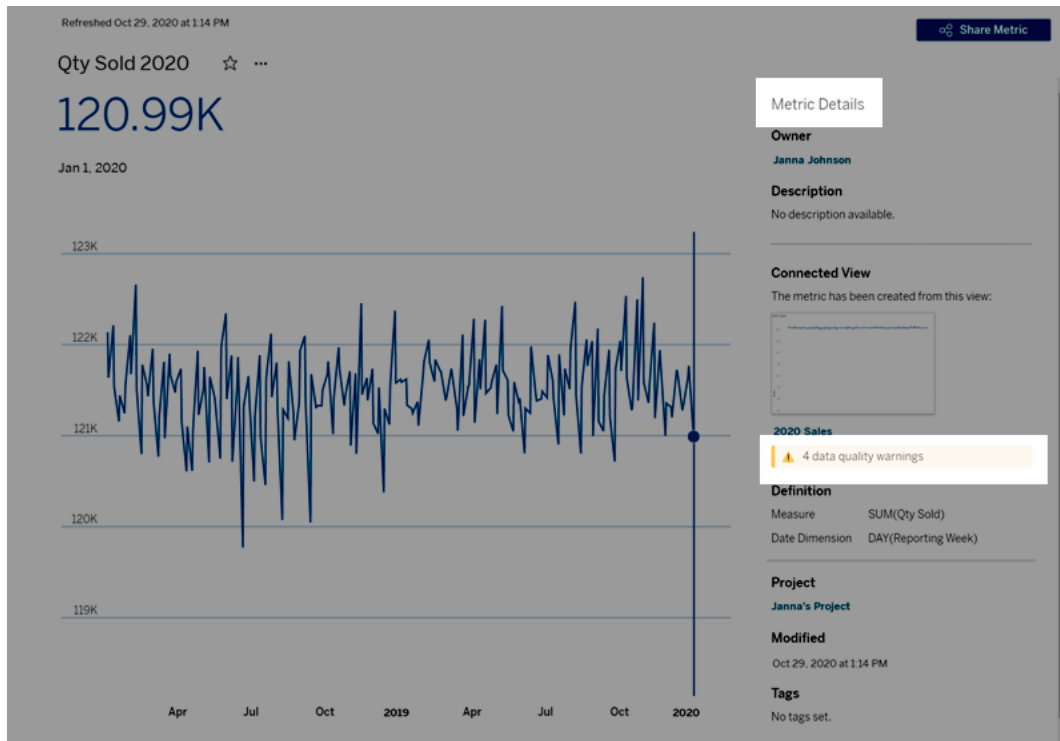 Refreshed Oct 29, 2020 at 1:14 PM
Share Metric
Qty Sold 2020
120.99K
Jan 1, 2020
123K
122K
121K
120K
119K
Apr Jul Oct 2019 Apr Jul Oct 2020
Metric Details
Owner
Janna Johnson
Description
No description available.
Connected View
The metric has been created from this view:
2020 Sales
4 data quality warnings
Definition
Measure SUM(Qty Sold)
Date Dimension DAY(Reporting Week)
Project
Janna's Project
Modified
Oct 29, 2020 at 1:14 PM
Tags
No tags set.